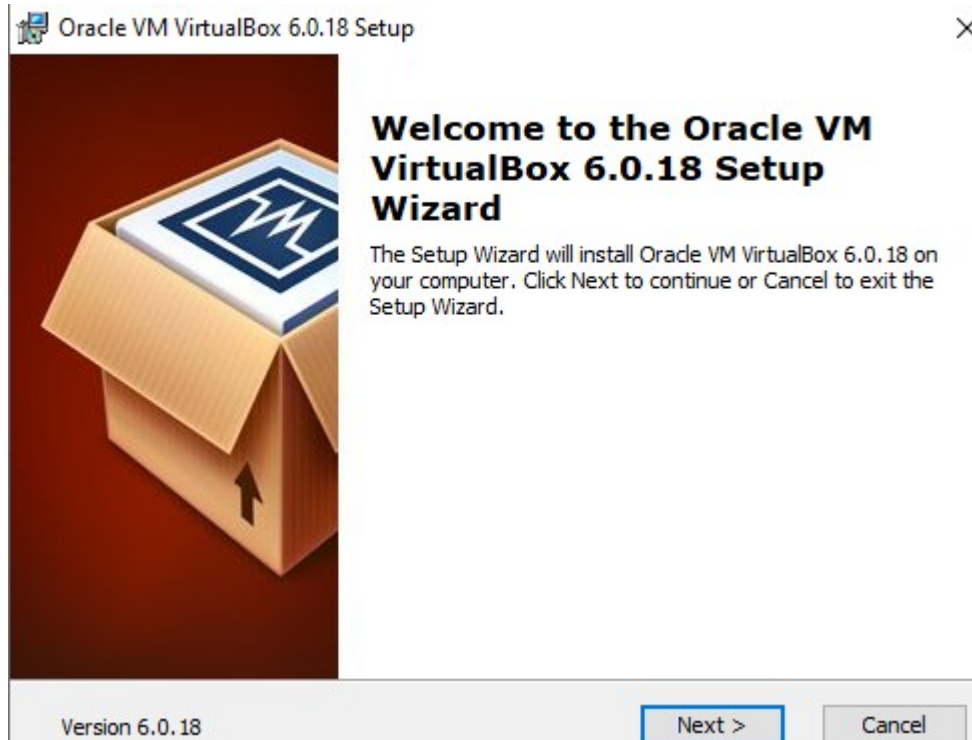 Oracle VM VirtualBox 6.0.18 Setup
Welcome to the Oracle VM
VirtualBox 6.0.18 Setup
Wizard
The Setup Wizard will install Oracle VM VirtualBox 6.0.18 on
your computer. Click Next to continue or Cancel to exit the
Setup Wizard.
Version 6.0.18
Next >
Cancel